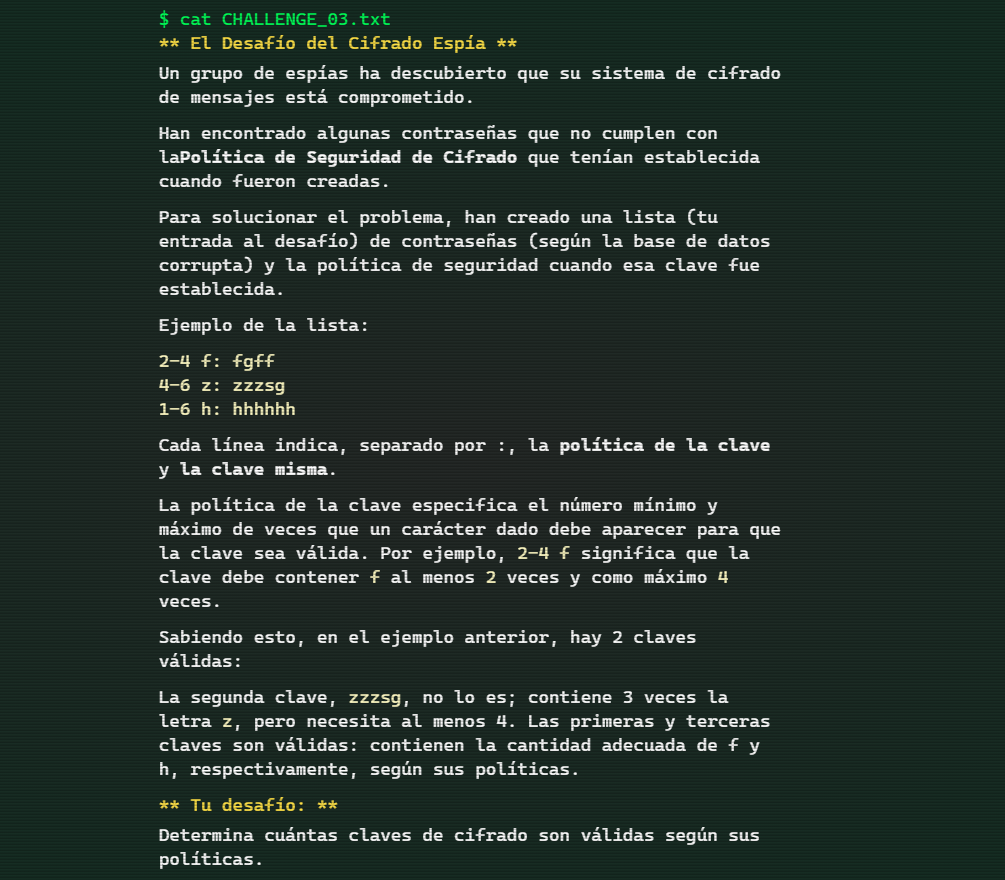 $ cat CHALLENGE_03.txt
** El Desafío del Cifrado Espía **
Un grupo de espías ha descubierto que su sistema de cifrado
de mensajes está comprometido.
Han encontrado algunas contraseñas que no cumplen con
laPolítica de Seguridad de Cifrado que tenían establecida
cuando fueron creadas.
Para solucionar el problema, han creado una lista (tu
entrada al desafío) de contraseñas (según la base de datos
corrupta) y la política de seguridad cuando esa clave fue
establecida.
Ejemplo de la lista:
2-4 f: fgff
4-6 z: zzzsg
1-6 h: hhhhhh
Cada línea indica, separado por :, la política de la clave
y la clave misma.
La política de la clave especifica el número mínimo y
máximo de veces que un carácter dado debe aparecer para que
la clave sea válida. Por ejemplo, 2-4 f significa que la
clave debe contener f al menos 2 veces y como máximo 4
veces.
Sabiendo esto, en el ejemplo anterior, hay 2 claves
válidas:
La segunda clave, zzzsg, no lo es; contiene 3 veces la
letra z, pero necesita al menos 4. Las primeras y terceras
claves son válidas: contienen la cantidad adecuada de f y
h, respectivamente, según sus políticas.
** Tu desafío: **
Determina cuántas claves de cifrado son válidas según sus
políticas.